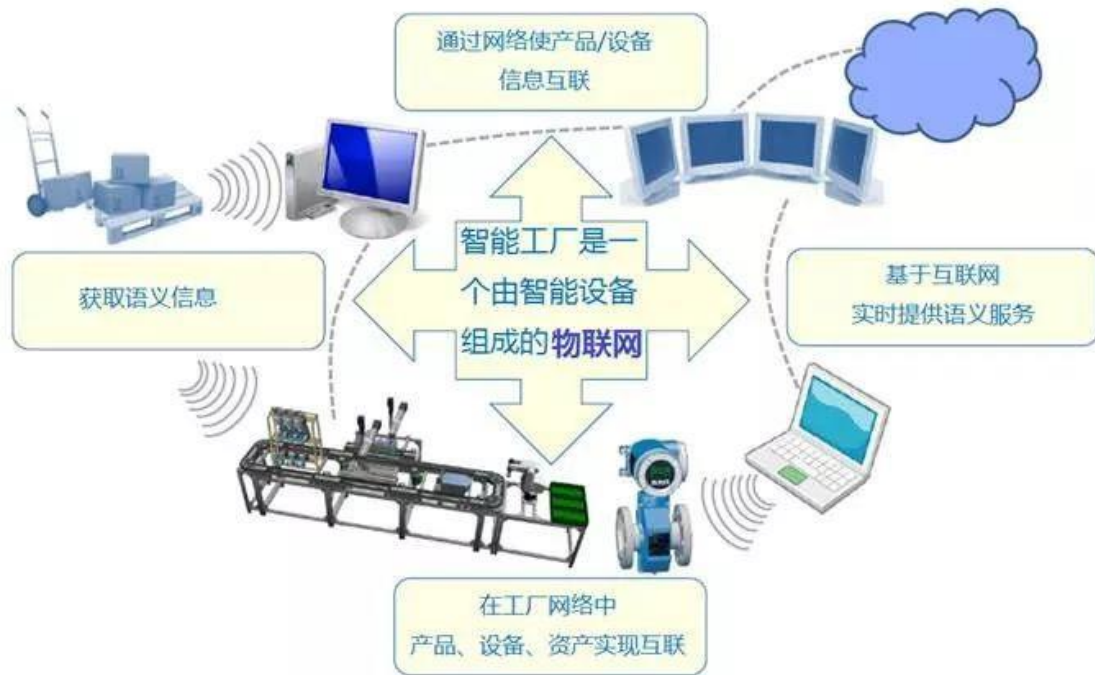 通过网络使产品/设备
信息互联
智能工厂是一
个由智能设备
组成的物联网
获取语义信息
基于互联网
实时提供语义服务
在工厂网络中
产品、设备、资产实现互联